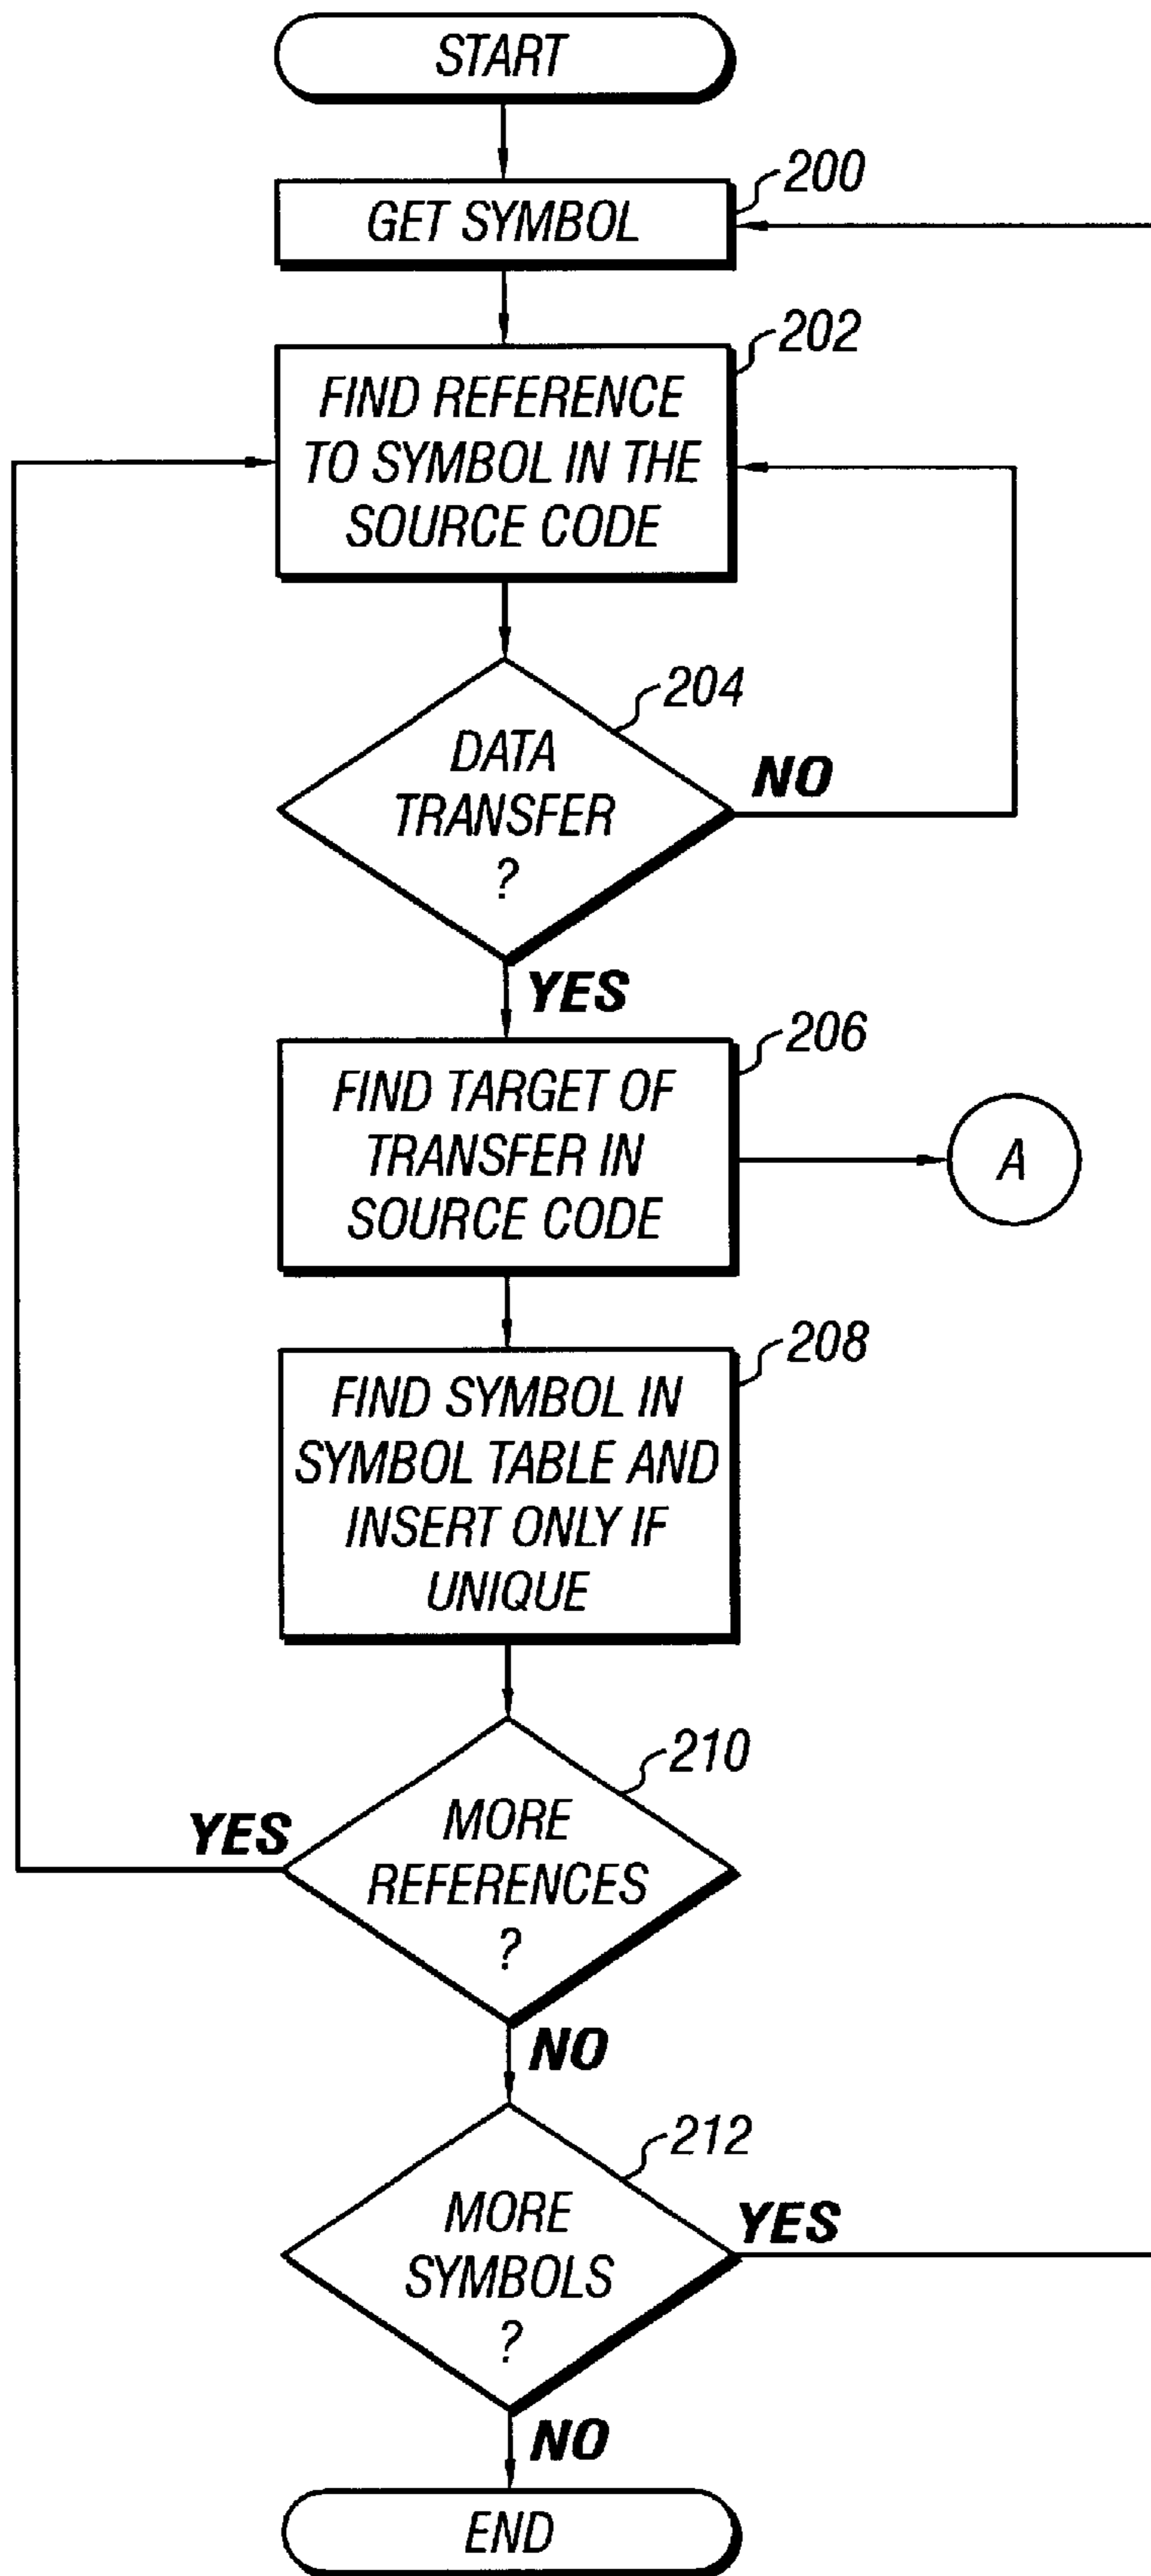 START
200
GET SYMBOL
202
FIND REFERENCE
TO SYMBOL IN THE
SOURCE CODE
204
DATA
TRANSFER
?
NO
YES
206
FIND TARGET OF
TRANSFER IN
SOURCE CODE
A
208
FIND SYMBOL IN
SYMBOL TABLE AND
INSERT ONLY IF
UNIQUE
210
MORE
REFERENCES
?
YES
NO
212
MORE
SYMBOLS
?
YES
NO
END